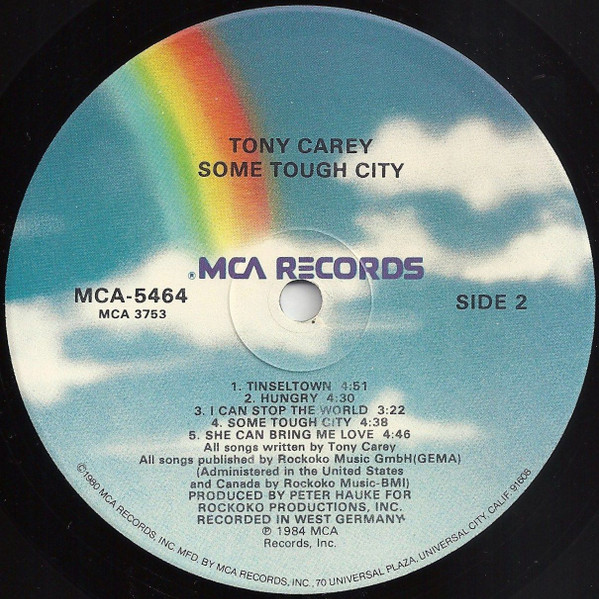 TONY CAREY
SOME TOUGH CITY
®MCA RECORDS
MCA-5464
MCA 3753
SIDE 2
1. TINSELTOWN 4:51
2. HUNGRY 4:30
3. I CAN STOP THE WORLD 3:22
4. SOME TOUGH CITY 4:38
5. SHE CAN BRING ME LOVE 4:46
All songs written by Tony Carey
All songs published by Rockoko Music GmbH(GEMA)
(Administered in the United States
and Canada by Rockoko Music-BMI)
PRODUCED BY PETER HAUKE FOR
ROCKOKO PRODUCTIONS, INC.
RECORDED IN WEST GERMANY
℗ 1984 MCA
Records, Inc.
©1980 MCA RECORDS, INC. MFD. BY MCA RECORDS, INC., 70 UNIVERSAL PLAZA, UNIVERSAL CITY, CALIF. 91608